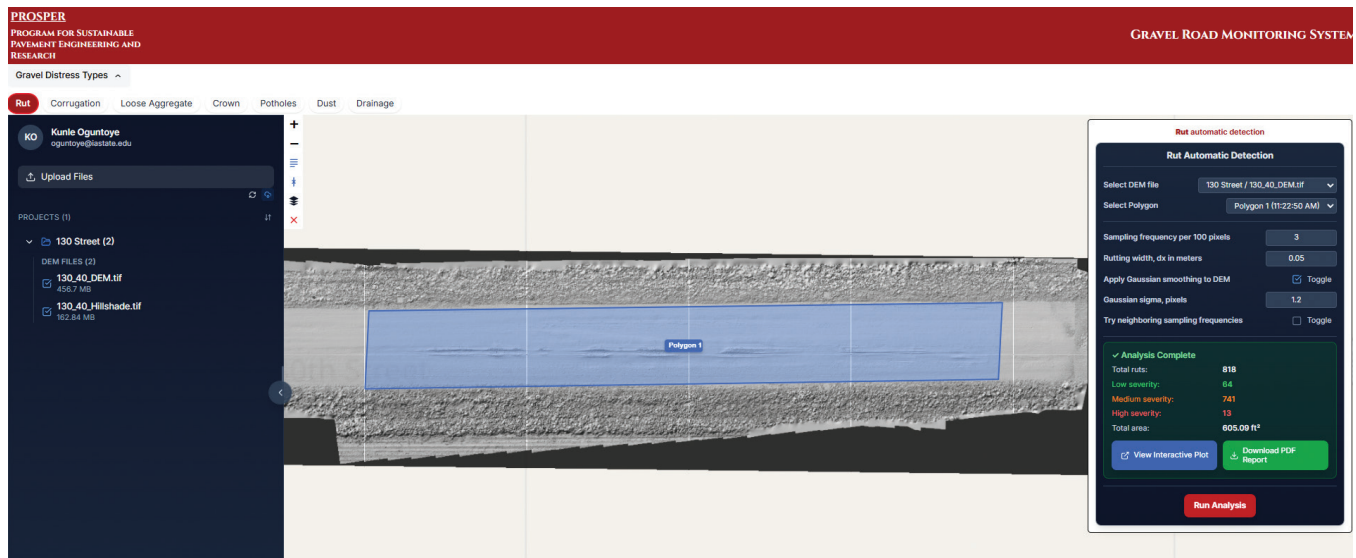 PROSPER
PROGRAM FOR SUSTAINABLE
PAVEMENT ENGINEERING AND
RESEARCH
GRAVEL ROAD MONITORING SYSTEM
Gravel Distress Types
Rut Corrugation Loose Aggregate Crown Potholes Dust Drainage
KO
Kunle Oguntoye
oguntoye@iastate.edu
Upload Files
PROJECTS (1)
130 Street (2)
DEM FILES (2)
130_40_DEM.tif
456.7 MB
130_40_Hillshade.tif
162.84 MB
Polygon 1
Rut automatic detection
Rut Automatic Detection
Select DEM file 130 Street / 130_40_DEM.tif
Select Polygon Polygon 1 (11:22:50 AM)
Sampling frequency per 100 pixels 3
Rutting width, dx in meters 0.05
Apply Gaussian smoothing to DEM Toggle
Gaussian sigma, pixels 1.2
Try neighboring sampling frequencies Toggle
✓ Analysis Complete
Total ruts: 818
Low severity: 64
Medium severity: 741
High severity: 13
Total area: 605.09 ft²
View Interactive Plot
Download PDF
Report
Run Analysis